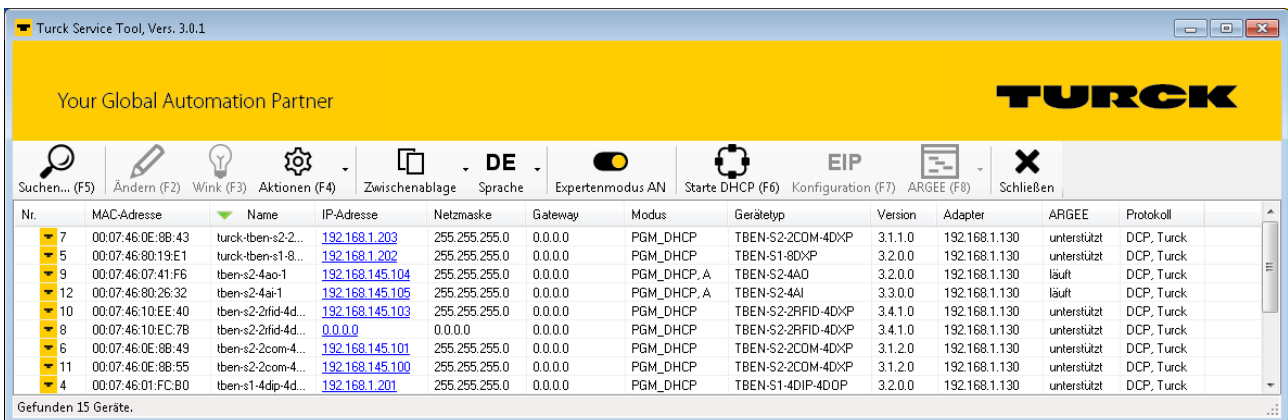 Turck Service Tool, Vers. 3.0.1
Your Global Automation Partner
TURCK
Suchen... (F5) Ändern (F2) Wink (F3) Aktionen (F4) Zwischenablage DE Sprache Expertenmodus AN Starte DHCP (F6) EIP Konfiguration (F7) ARGEE (F8) Schließen
Nr. MAC-Adresse Name IP-Adresse Netzmaske Gateway Modus Gerätetyp Version Adapter ARGEE Protokoll
7 00:07:46:0E:8B:43 turck-tben-s2-2... 192.168.1.203 255.255.255.0 0.0.0.0 PGM_DHCP TBEN-S2-2COM-4DXP 3.1.1.0 192.168.1.130 unterstützt DCP, Turck
5 00:07:46:80:19:E1 turck-tben-s1-8... 192.168.1.202 255.255.255.0 0.0.0.0 PGM_DHCP TBEN-S1-8DXP 3.2.0.0 192.168.1.130 unterstützt DCP, Turck
9 00:07:46:07:41:F6 tben-s2-4ao-1 192.168.145.104 255.255.255.0 0.0.0.0 PGM_DHCP, A TBEN-S2-4AO 3.2.0.0 192.168.1.130 läuft DCP, Turck
12 00:07:46:80:26:32 tben-s2-4ai-1 192.168.145.105 255.255.255.0 0.0.0.0 PGM_DHCP, A TBEN-S2-4AI 3.3.0.0 192.168.1.130 läuft DCP, Turck
10 00:07:46:10:EE:40 tben-s2-2rfid-4d... 192.168.145.103 255.255.255.0 0.0.0.0 PGM_DHCP TBEN-S2-2RFID-4DXP 3.4.1.0 192.168.1.130 unterstützt DCP, Turck
8 00:07:46:10:EC:7B tben-s2-2rfid-4d... 0.0.0.0 0.0.0.0 0.0.0.0 PGM_DHCP TBEN-S2-2RFID-4DXP 3.4.1.0 192.168.1.130 unterstützt DCP, Turck
6 00:07:46:0E:8B:49 tben-s2-2com-4... 192.168.145.101 255.255.255.0 0.0.0.0 PGM_DHCP TBEN-S2-2COM-4DXP 3.1.2.0 192.168.1.130 unterstützt DCP, Turck
11 00:07:46:0E:8B:55 tben-s2-2com-4... 192.168.145.100 255.255.255.0 0.0.0.0 PGM_DHCP TBEN-S2-2COM-4DXP 3.1.2.0 192.168.1.130 unterstützt DCP, Turck
4 00:07:46:01:FC:B0 tben-s1-4dip-4d... 192.168.1.201 255.255.255.0 0.0.0.0 PGM_DHCP TBEN-S1-4DIP-4DOP 3.2.0.0 192.168.1.130 unterstützt DCP, Turck
Gefunden 15 Geräte.